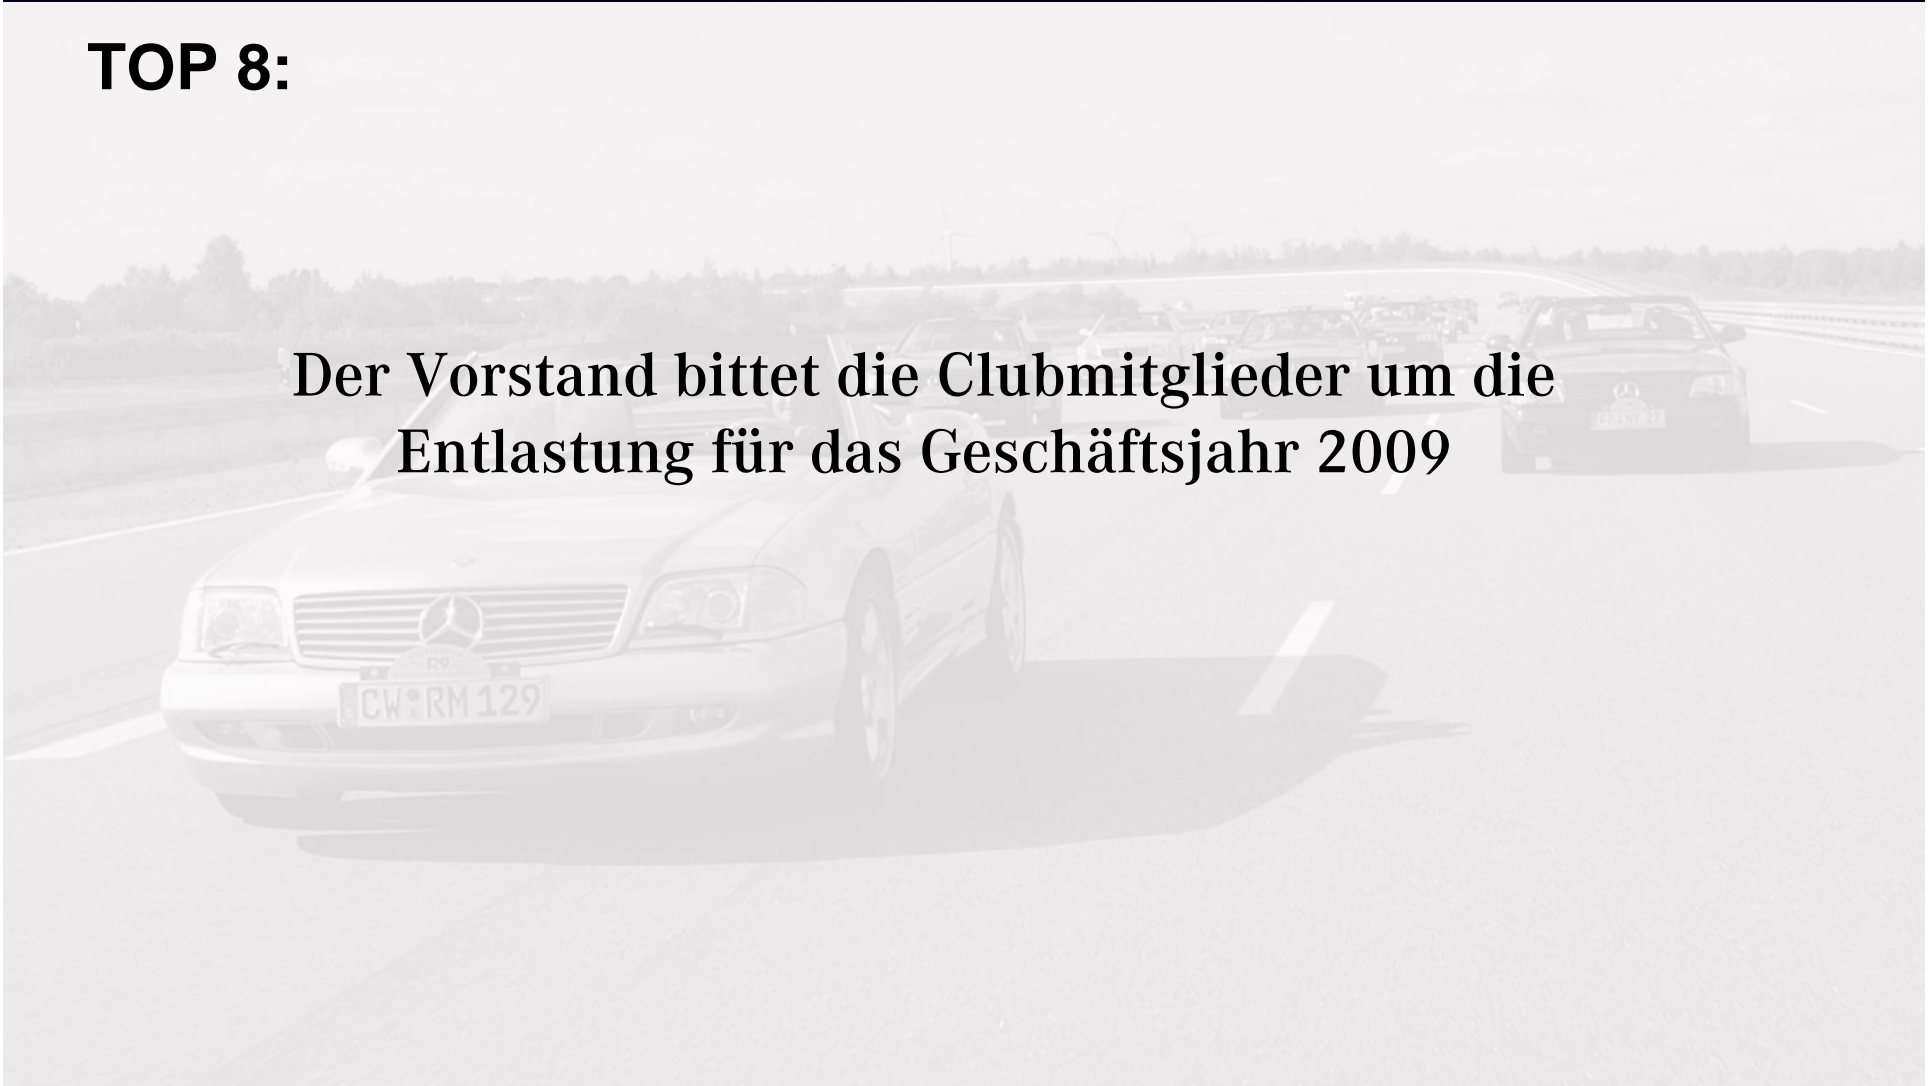 TOP 8:
Der Vorstand bittet die Clubmitglieder um die
Entlastung für das Geschäftsjahr 2009
CW RM 129